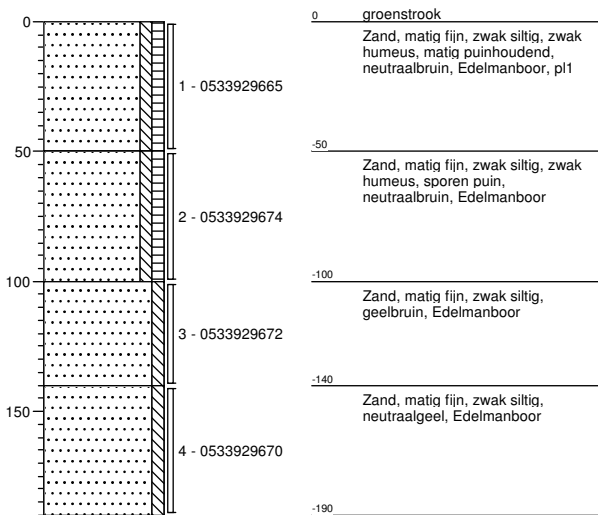 0
50
100
150
1 - 0533929665
2 - 0533929674
3 - 0533929672
4 - 0533929670
0 groenstrook
Zand, matig fijn, zwak siltig, zwak
humeus, matig puinhoudend,
neutraalbruin, Edelmanboor, pl1
-50
Zand, matig fijn, zwak siltig, zwak
humeus, sporen puin,
neutraalbruin, Edelmanboor
-100
Zand, matig fijn, zwak siltig,
geelbruin, Edelmanboor
-140
Zand, matig fijn, zwak siltig,
neutraalgeel, Edelmanboor
-190